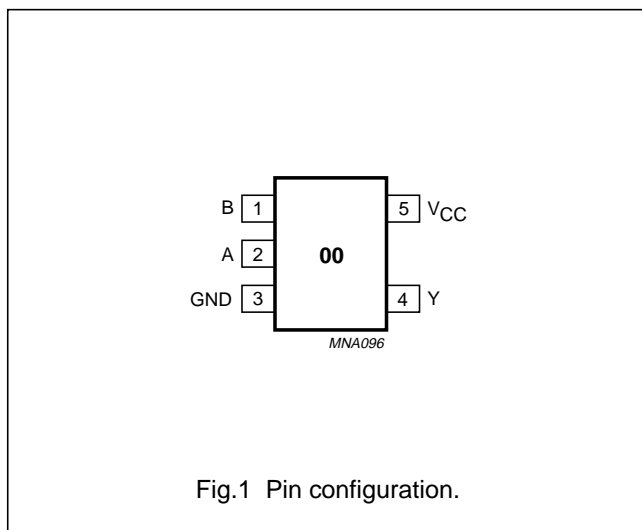 B 1 00 5 VCC
A 2
GND 3 4 Y
MNA096
Fig.1 Pin configuration.